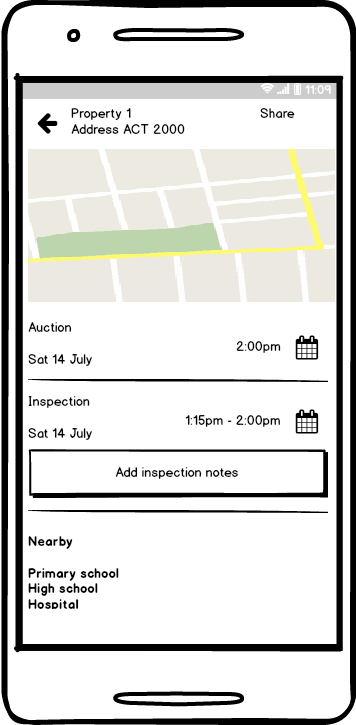 11:09
Property 1
Share
Address ACT 2000
Auction
2:00pm
Sat 14 July
Inspection
1:15pm - 2:00pm
Sat 14 July
Add inspection notes
Nearby
Primary school
High school
Hospital